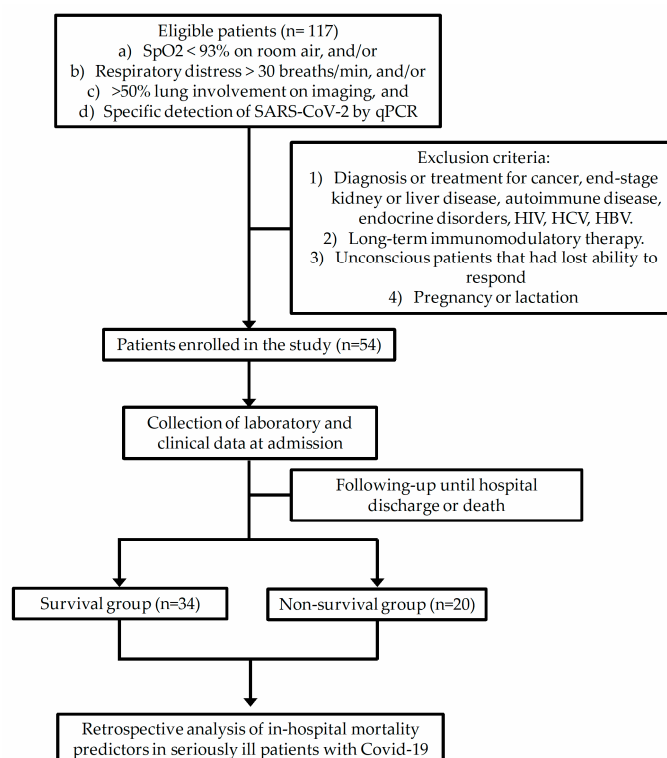 Eligible patients (n= 117)
a) SpO2 < 93% on room air, and/or
b) Respiratory distress > 30 breaths/min, and/or
c) >50% lung involvement on imaging, and
d) Specific detection of SARS-CoV-2 by qPCR
Exclusion criteria:
1) Diagnosis or treatment for cancer, end-stage
kidney or liver disease, autoimmune disease,
endocrine disorders, HIV, HCV, HBV.
2) Long-term immunomodulatory therapy.
3) Unconscious patients that had lost ability to
respond
4) Pregnancy or lactation
Patients enrolled in the study (n=54)
Collection of laboratory and
clinical data at admission
Following-up until hospital
discharge or death
Survival group (n=34)
Non-survival group (n=20)
Retrospective analysis of in-hospital mortality
predictors in seriously ill patients with Covid-19